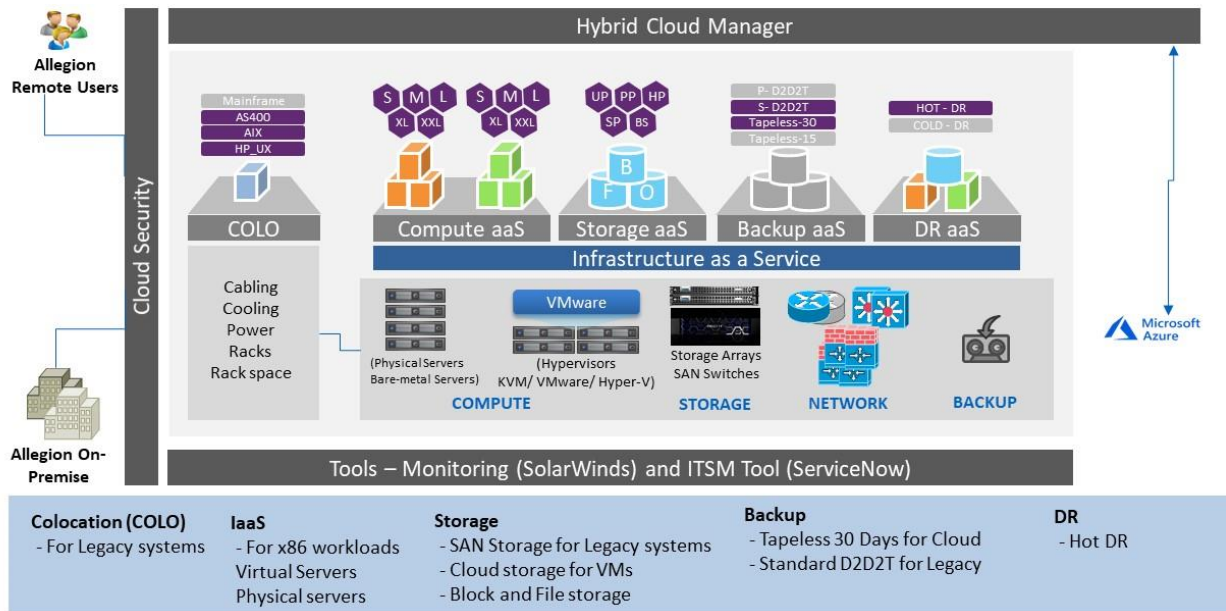 Hybrid Cloud Manager
Allegion
Remote Users
Cloud Security
Mainframe
AS400
AIX
HP_UX
S M L
XL XXL
S M L
XL XXL
UP PP HP
SP BS
P- D2D2T
S- D2D2T
Tapeless-30
Tapeless-15
HOT - DR
COLD - DR
B
F O
COLO
Compute aaS
Storage aaS
Backup aaS
DR aaS
Infrastructure as a Service
Cabling
Cooling
Power
Racks
Rack space
(Physical Servers
Bare-metal Servers)
VMware
(Hypervisors
KVM/ VMware/ Hyper-V)
COMPUTE
Storage Arrays
SAN Switches
STORAGE
NETWORK
BACKUP
Microsoft
Azure
Allegion On-
Premise
Tools – Monitoring (SolarWinds) and ITSM Tool (ServiceNow)
Colocation (COLO)
- For Legacy systems
IaaS
- For x86 workloads
Virtual Servers
Physical servers
Storage
- SAN Storage for Legacy systems
- Cloud storage for VMs
- Block and File storage
Backup
- Tapeless 30 Days for Cloud
- Standard D2D2T for Legacy
DR
- Hot DR